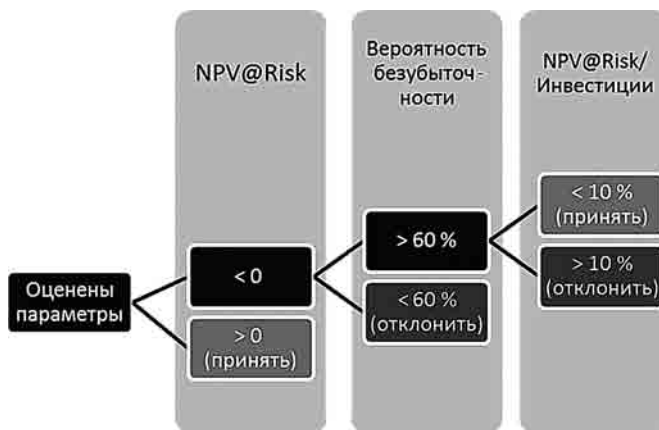 NPV@Risk
Вероятность
безубыточ-
ности
NPV@Risk/
Инвестиции
Оценены
параметры
< 0
> 0
(принять)
> 60 %
< 60 %
(отклонить)
< 10 %
(принять)
> 10 %
(отклонить)